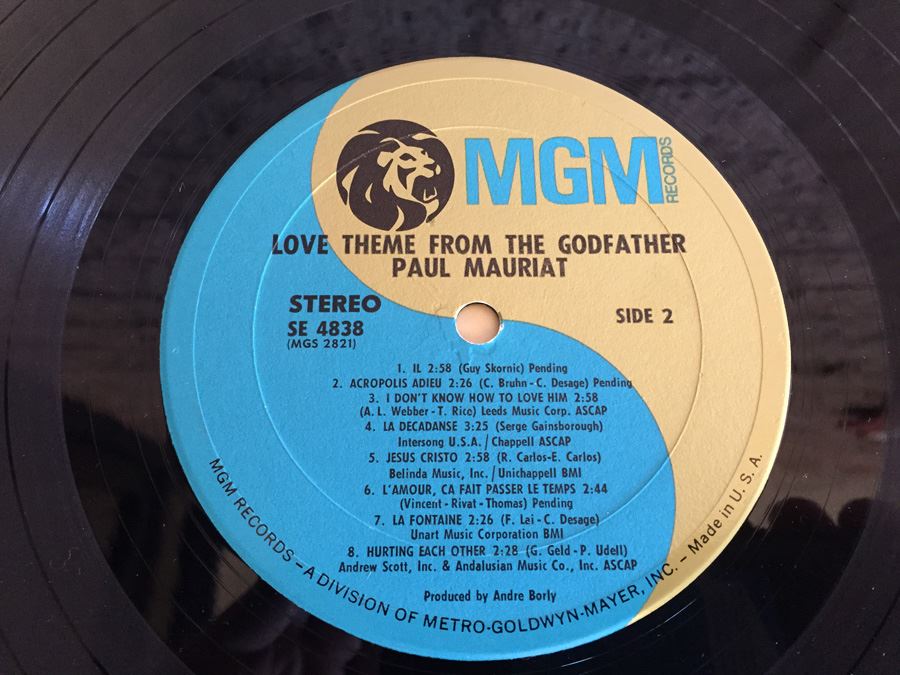 MGM
RECORDS
LOVE THEME FROM THE GODFATHER
PAUL MAURIAT
STEREO
SE 4838
(MGS 2821)
SIDE 2
1. IL 2:58 (Guy Skornic) Pending
2. ACROPOLIS ADIEU 2:26 (C. Bruhn - C. Desage) Pending
3. I DON'T KNOW HOW TO LOVE HIM 2:58
(A. L. Webber - T. Rice) Leeds Music Corp. ASCAP
4. LA DECADANSE 3:25 (Serge Gainsborough)
Intersong U.S.A. / Chappell ASCAP
5. JESUS CRISTO 2:58 (R. Carlos-E. Carlos)
Belinda Music, Inc. / Unichappell BMI
6. L'AMOUR, CA FAIT PASSER LE TEMPS 2:44
(Vincent - Rivat - Thomas) Pending
7. LA FONTAINE 2:26 (F. Lai - C. Desage)
Unart Music Corporation BMI
8. HURTING EACH OTHER 2:28 (G. Geld - P. Udell)
Andrew Scott, Inc. & Andalusian Music Co., Inc. ASCAP
Produced by Andre Borly
MGM RECORDS – A DIVISION OF METRO-GOLDWYN-MAYER, INC. – Made in U. S. A.